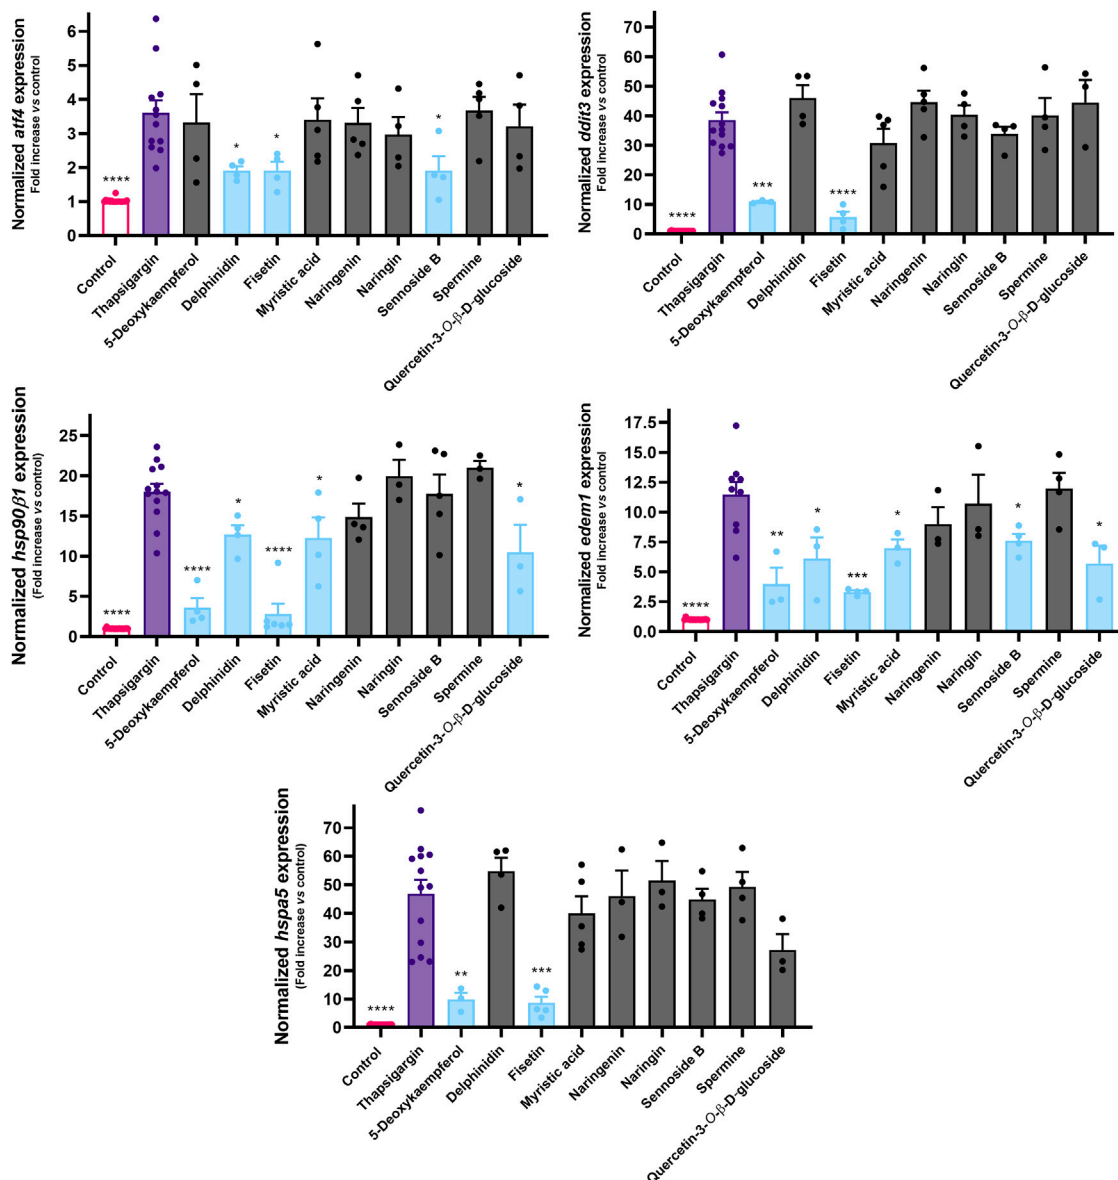 Normalized atf4 expression
Fold increase vs control
6
5
4
3
2
1
0
****
*
*
*
Control
Thapsigargin
5-Deoxykaempferol
Delphinidin
Fisetin
Myristic acid
Naringenin
Naringin
Sennoside B
Spermine
Quercetin-3-O-β-D-glucoside
Normalized ddit3 expression
Fold increase vs control
70
60
50
40
30
20
10
0
****
***
****
Control
Thapsigargin
5-Deoxykaempferol
Delphinidin
Fisetin
Myristic acid
Naringenin
Naringin
Sennoside B
Spermine
Quercetin-3-O-β-D-glucoside
Normalized hsp90β1 expression
(Fold increase vs control)
25
20
15
10
5
0
****
****
*
****
*
*
Control
Thapsigargin
5-Deoxykaempferol
Delphinidin
Fisetin
Myristic acid
Naringenin
Naringin
Sennoside B
Spermine
Quercetin-3-O-β-D-glucoside
Normalized edem1 expression
Fold increase vs control
17.5
15.0
12.5
10.0
7.5
5.0
2.5
0.0
****
**
*
***
*
*
*
Control
Thapsigargin
5-Deoxykaempferol
Delphinidin
Fisetin
Myristic acid
Naringenin
Naringin
Sennoside B
Spermine
Quercetin-3-O-β-D-glucoside
Normalized hspa5 expression
(Fold increase vs control)
70
60
50
40
30
20
10
0
****
**
***
Control
Thapsigargin
5-Deoxykaempferol
Delphinidin
Fisetin
Myristic acid
Naringenin
Naringin
Sennoside B
Spermine
Quercetin-3-O-β-D-glucoside